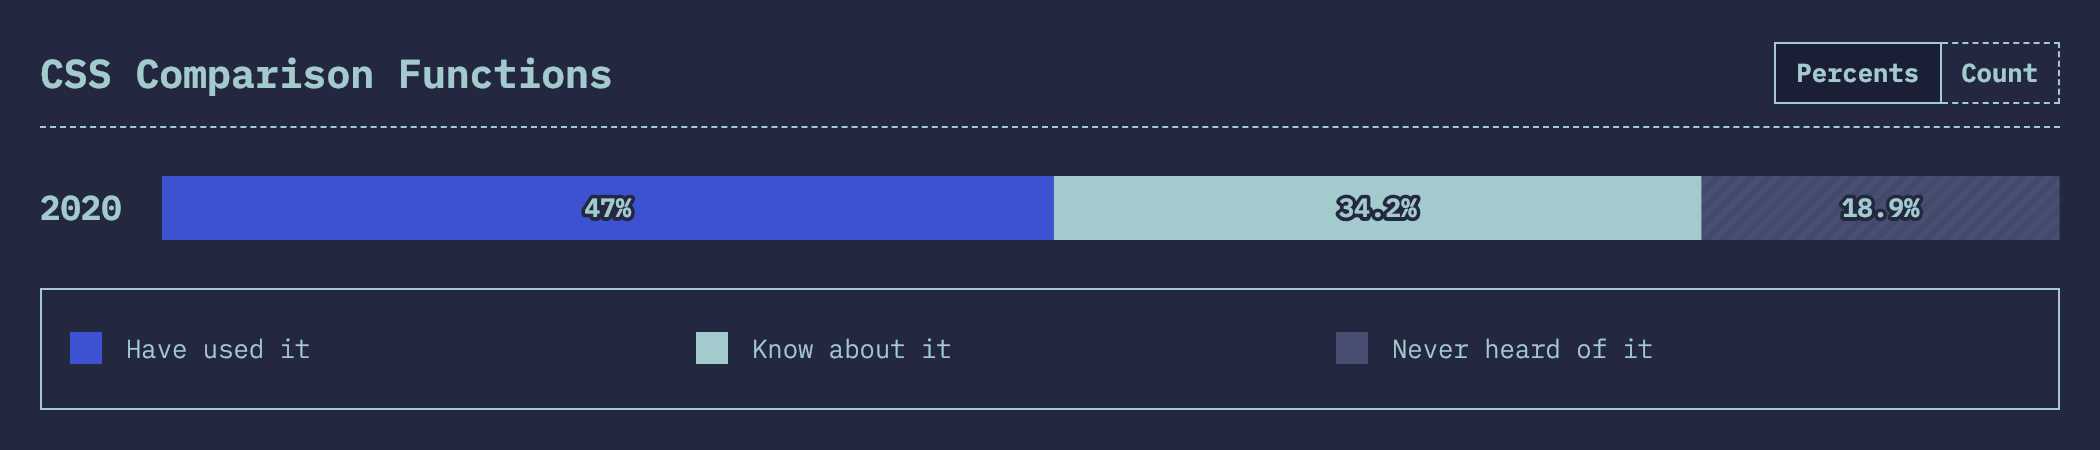 CSS Comparison Functions
Percents Count
2020 47% 34.2% 18.9%
Have used it Know about it Never heard of it